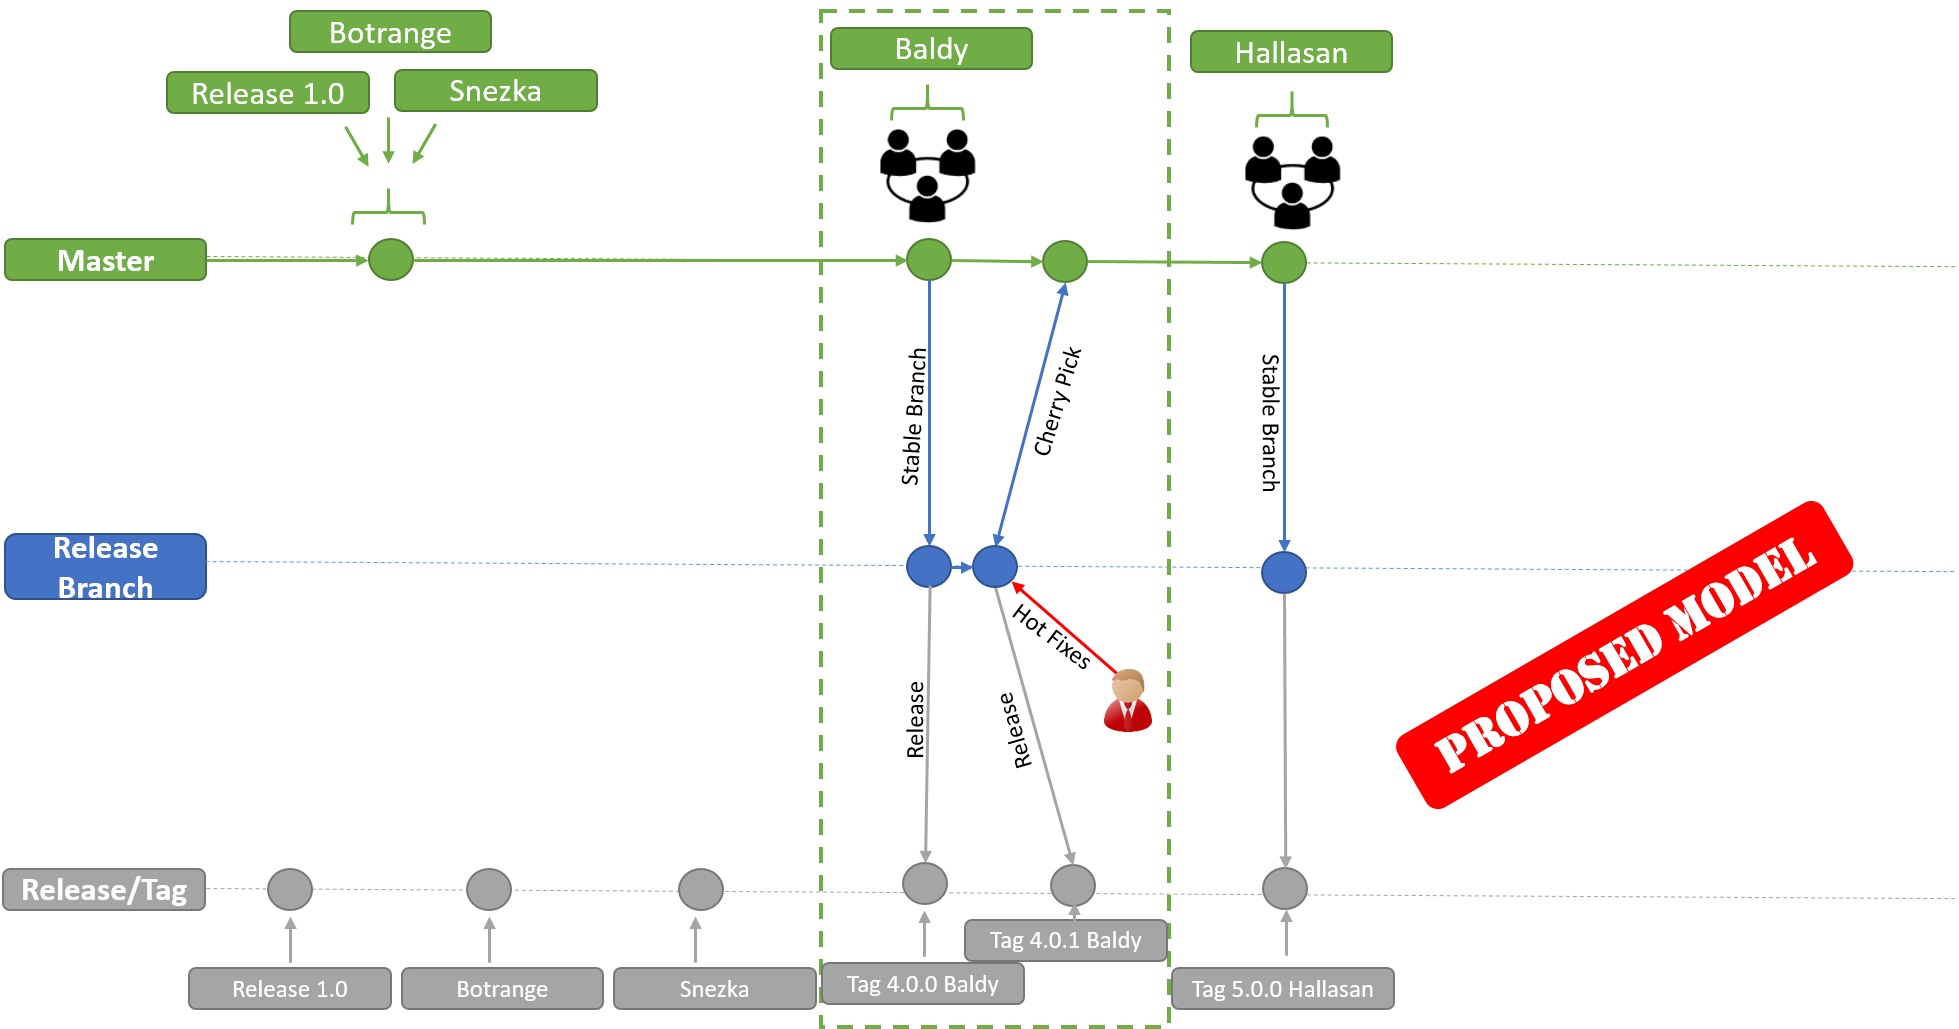 Botrange
Release 1.0
Snezka
Baldy
Hallasan
Master
Stable Branch
Cherry Pick
Stable Branch
Release
Branch
Hot Fixes
PROPOSED MODEL
Release
Release
Release/Tag
Tag 4.0.1 Baldy
Release 1.0
Botrange
Snezka
Tag 4.0.0 Baldy
Tag 5.0.0 Hallasan